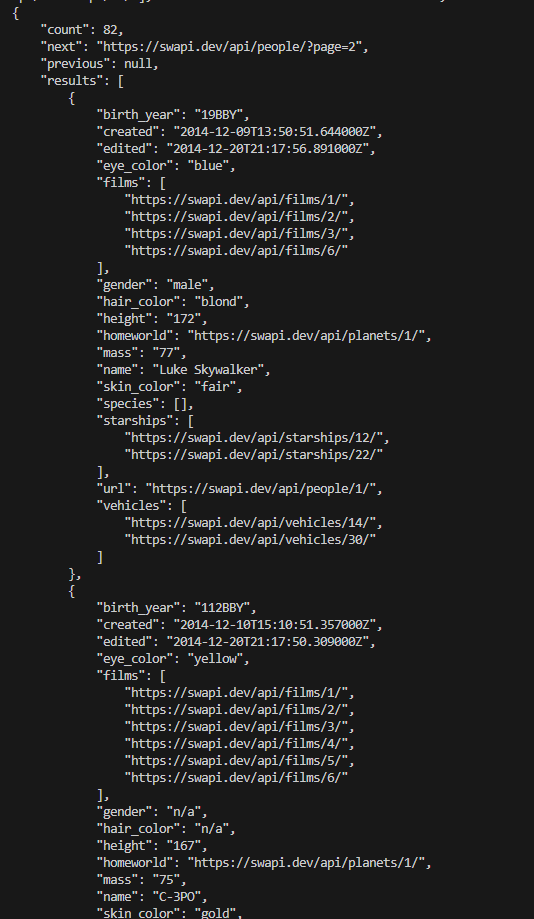 {
    "count": 82,
    "next": "https://swapi.dev/api/people/?page=2",
    "previous": null,
    "results": [
        {
            "birth_year": "19BBY",
            "created": "2014-12-09T13:50:51.644000Z",
            "edited": "2014-12-20T21:17:56.891000Z",
            "eye_color": "blue",
            "films": [
                "https://swapi.dev/api/films/1/",
                "https://swapi.dev/api/films/2/",
                "https://swapi.dev/api/films/3/",
                "https://swapi.dev/api/films/6/"
            ],
            "gender": "male",
            "hair_color": "blond",
            "height": "172",
            "homeworld": "https://swapi.dev/api/planets/1/",
            "mass": "77",
            "name": "Luke Skywalker",
            "skin_color": "fair",
            "species": [],
            "starships": [
                "https://swapi.dev/api/starships/12/",
                "https://swapi.dev/api/starships/22/"
            ],
            "url": "https://swapi.dev/api/people/1/",
            "vehicles": [
                "https://swapi.dev/api/vehicles/14/",
                "https://swapi.dev/api/vehicles/30/"
            ]
        },
        {
            "birth_year": "112BBY",
            "created": "2014-12-10T15:10:51.357000Z",
            "edited": "2014-12-20T21:17:50.309000Z",
            "eye_color": "yellow",
            "films": [
                "https://swapi.dev/api/films/1/",
                "https://swapi.dev/api/films/2/",
                "https://swapi.dev/api/films/3/",
                "https://swapi.dev/api/films/4/",
                "https://swapi.dev/api/films/5/",
                "https://swapi.dev/api/films/6/"
            ],
            "gender": "n/a",
            "hair_color": "n/a",
            "height": "167",
            "homeworld": "https://swapi.dev/api/planets/1/",
            "mass": "75",
            "name": "C-3PO",
            "skin_color": "gold",